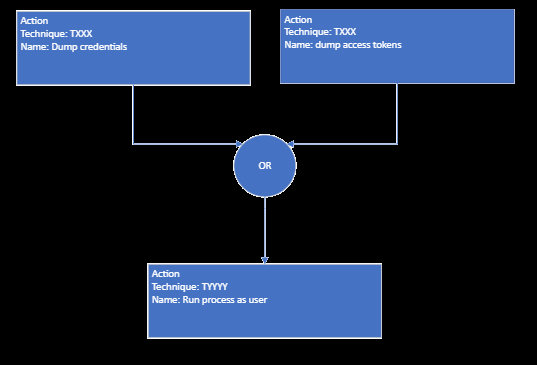 Action
Technique: TXXX
Name: Dump credentials
Action
Technique: TXXX
Name: dump access tokens
OR
Action
Technique: TYYYY
Name: Run process as user